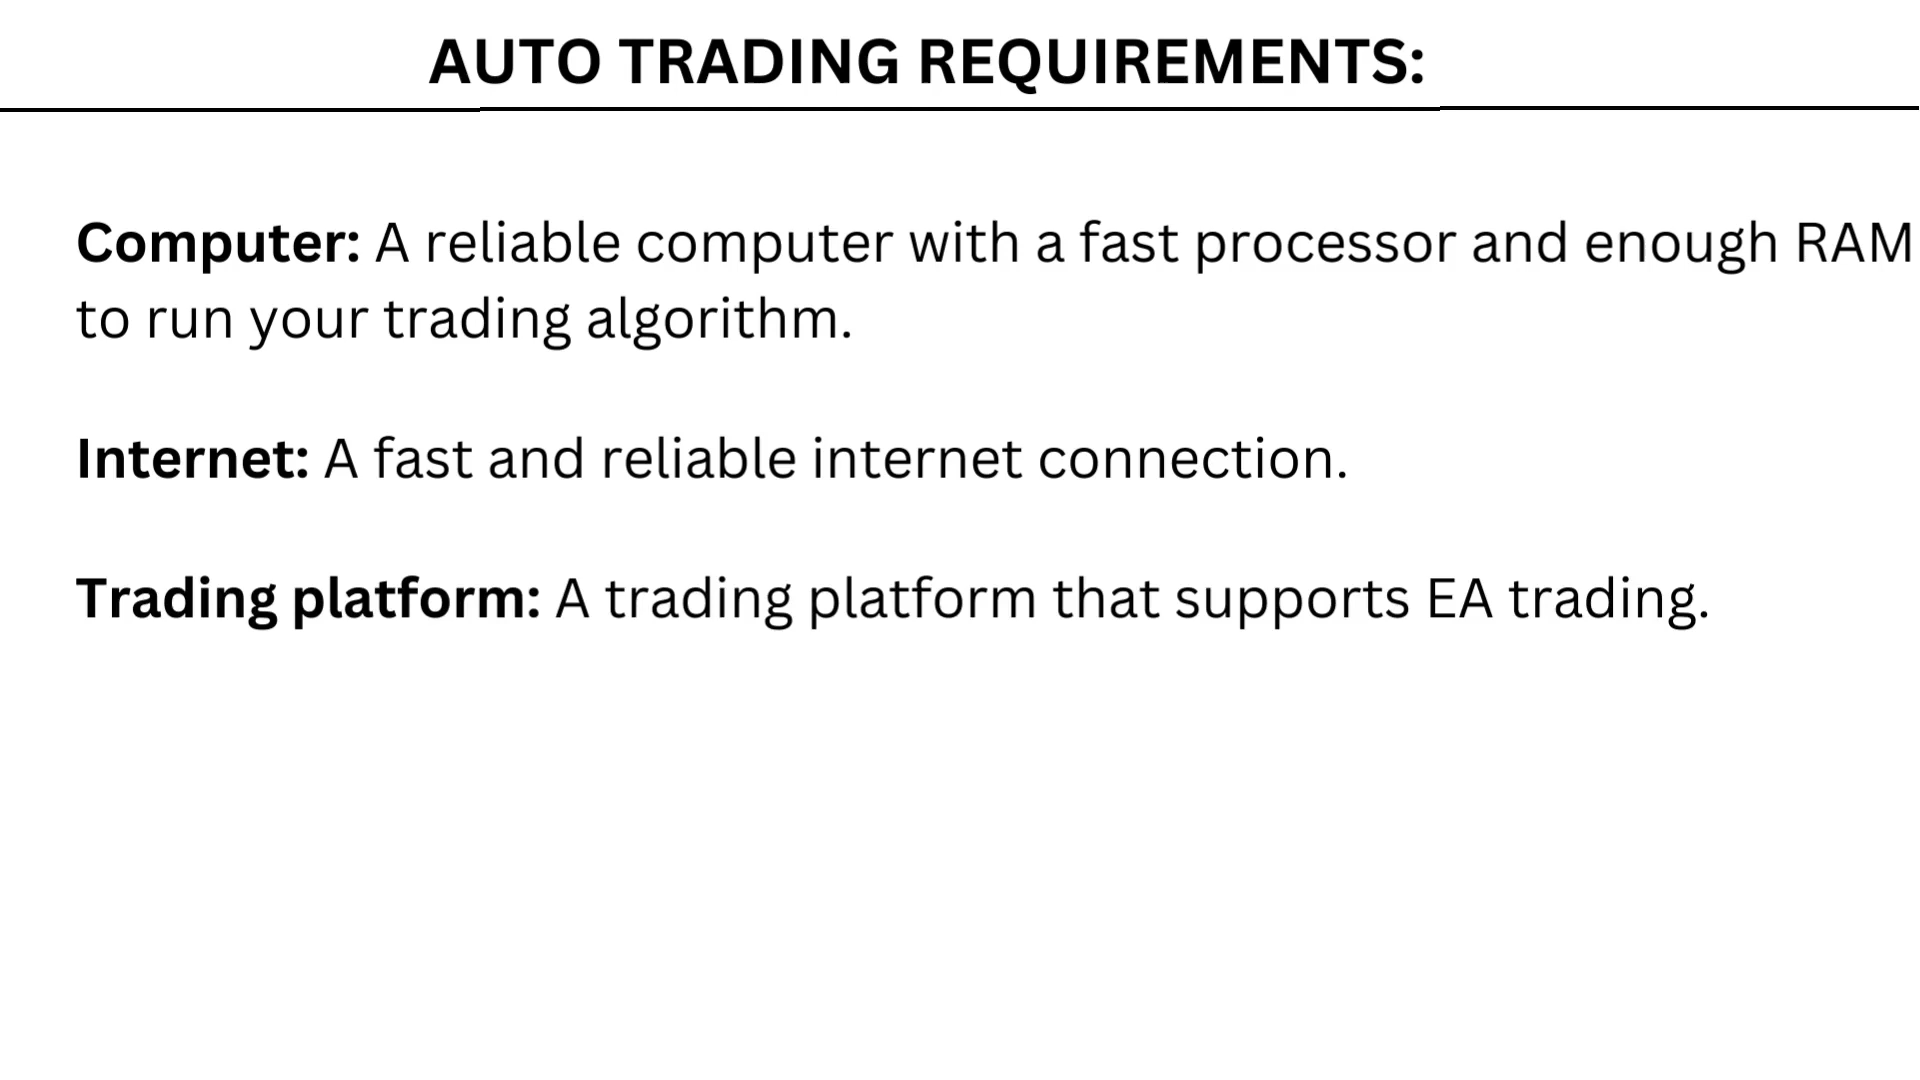 AUTO TRADING REQUIREMENTS:
Computer: A reliable computer with a fast processor and enough RAM
to run your trading algorithm.
Internet: A fast and reliable internet connection.
Trading platform: A trading platform that supports EA trading.